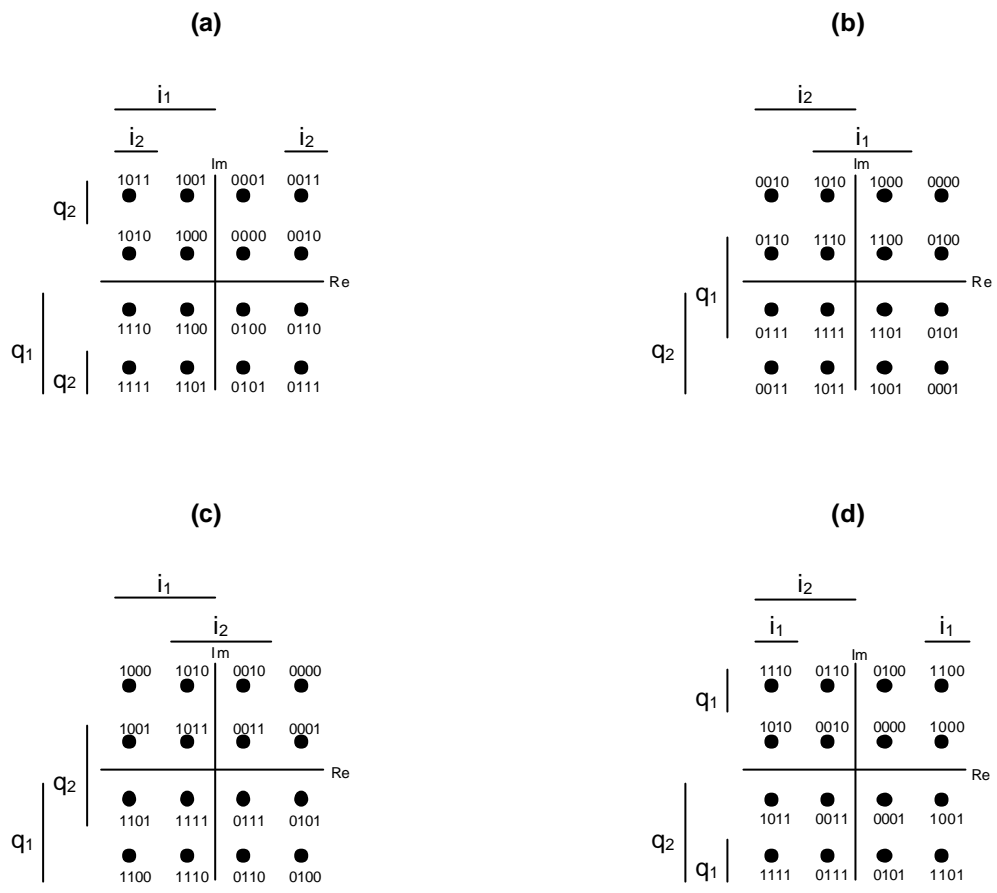 (a)
i1
i2 i2
Im
1011 1001 0001 0011
q2
1010 1000 0000 0010
Re
1110 1100 0100 0110
q1
q2
1111 1101 0101 0111
(b)
i2
i1
Im
0010 1010 1000 0000
0110 1110 1100 0100
Re
q1
0111 1111 1101 0101
q2
0011 1011 1001 0001
(c)
i1
i2
Im
1000 1010 0010 0000
1001 1011 0011 0001
Re
q2
1101 1111 0111 0101
q1
1100 1110 0110 0100
(d)
i2
i1 i1
Im
1110 0110 0100 1100
q1
1010 0010 0000 1000
Re
1011 0011 0001 1001
q2
q1
1111 0111 0101 1101